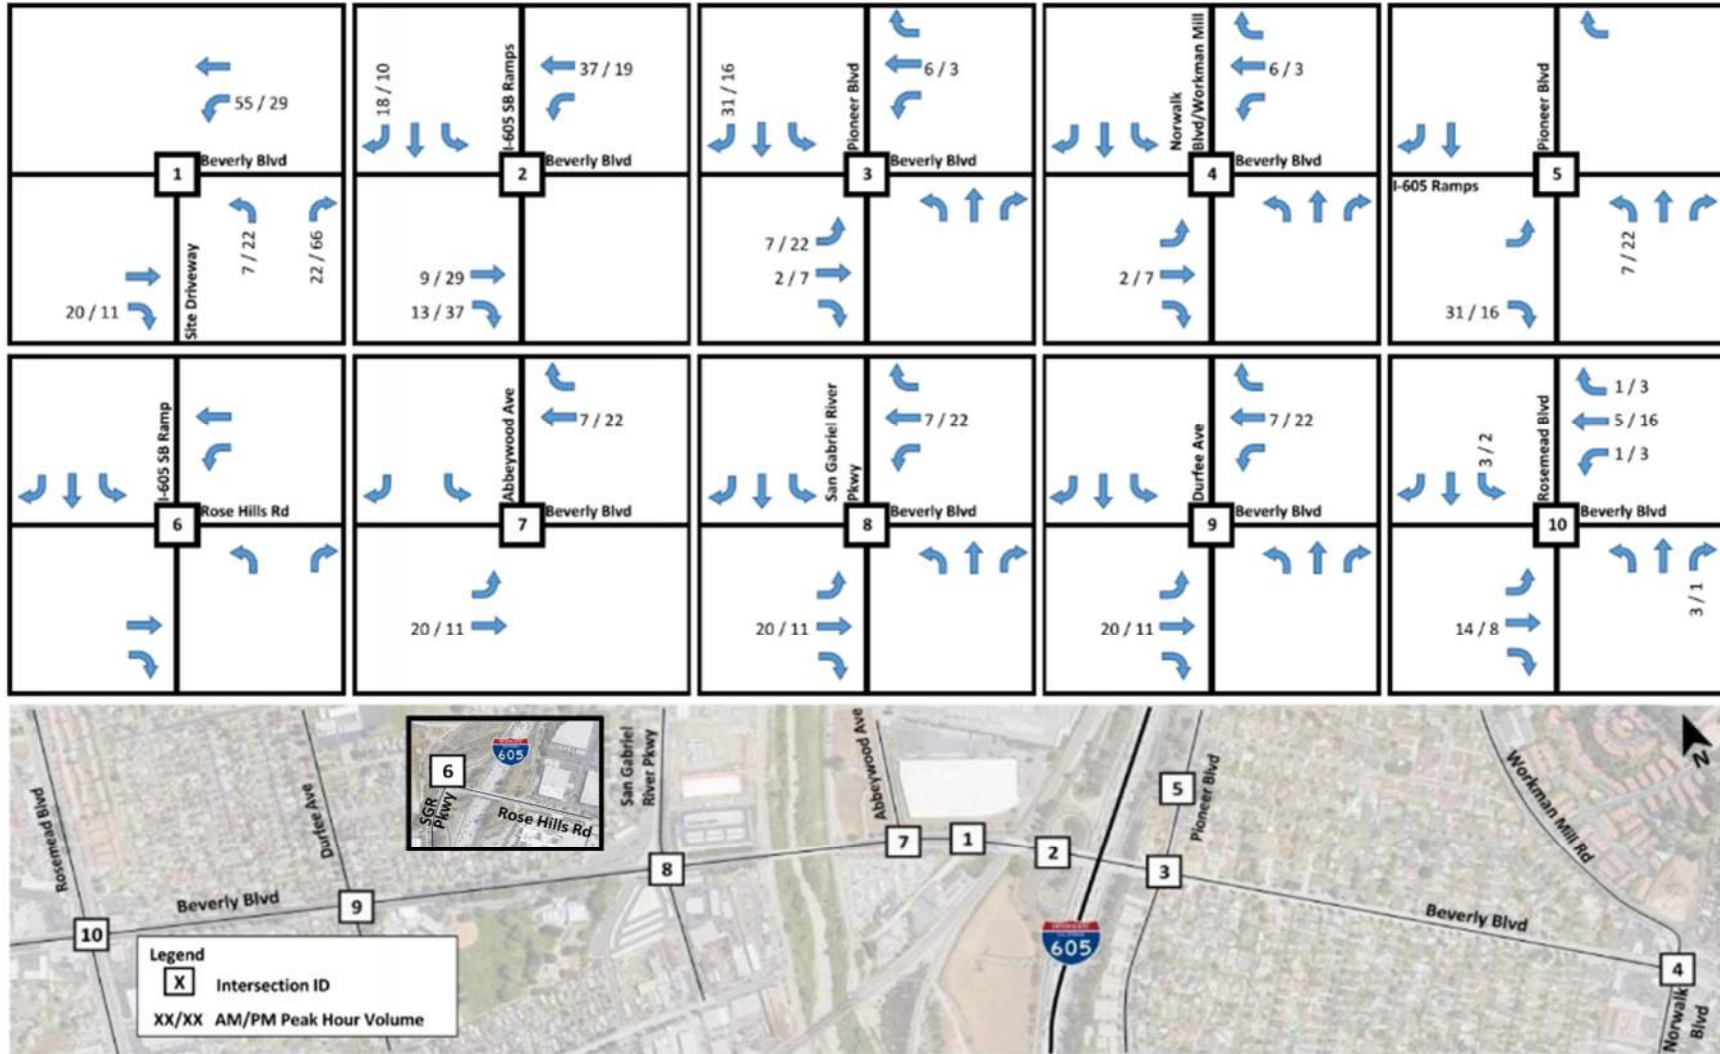 55 / 29
Beverly Blvd
1
Site Driveway
7 / 22
22 / 66
20 / 11
18 / 10
I-605 SB Ramps
37 / 19
Beverly Blvd
2
9 / 29
13 / 37
31 / 16
Pioneer Blvd
6 / 3
Beverly Blvd
3
7 / 22
2 / 7
Norwalk
Blvd/Workman Mill
6 / 3
Beverly Blvd
4
2 / 7
Pioneer Blvd
5
I-605 Ramps
7 / 22
31 / 16
I-605 SB Ramp
Rose Hills Rd
6
Abbeywood Ave
7 / 22
Beverly Blvd
7
20 / 11
San Gabriel River
Pkwy
7 / 22
Beverly Blvd
8
20 / 11
Durfee Ave
7 / 22
Beverly Blvd
9
20 / 11
3 / 2
Rosemead Blvd
1 / 3
5 / 16
1 / 3
Beverly Blvd
10
14 / 8
3 / 1
Rosemead Blvd
Durfee Ave
6
605
SGR
Pkwy
Rose Hills Rd
San Gabriel
River Pkwy
Abbeywood Ave
5
Pioneer Blvd
Workman Mill Rd
N
7
1
2
3
8
9
10
4
Beverly Blvd
Beverly Blvd
INTERSTATE
CALIFORNIA
605
Norwalk
Blvd
Legend
X Intersection ID
XX/XX AM/PM Peak Hour Volume